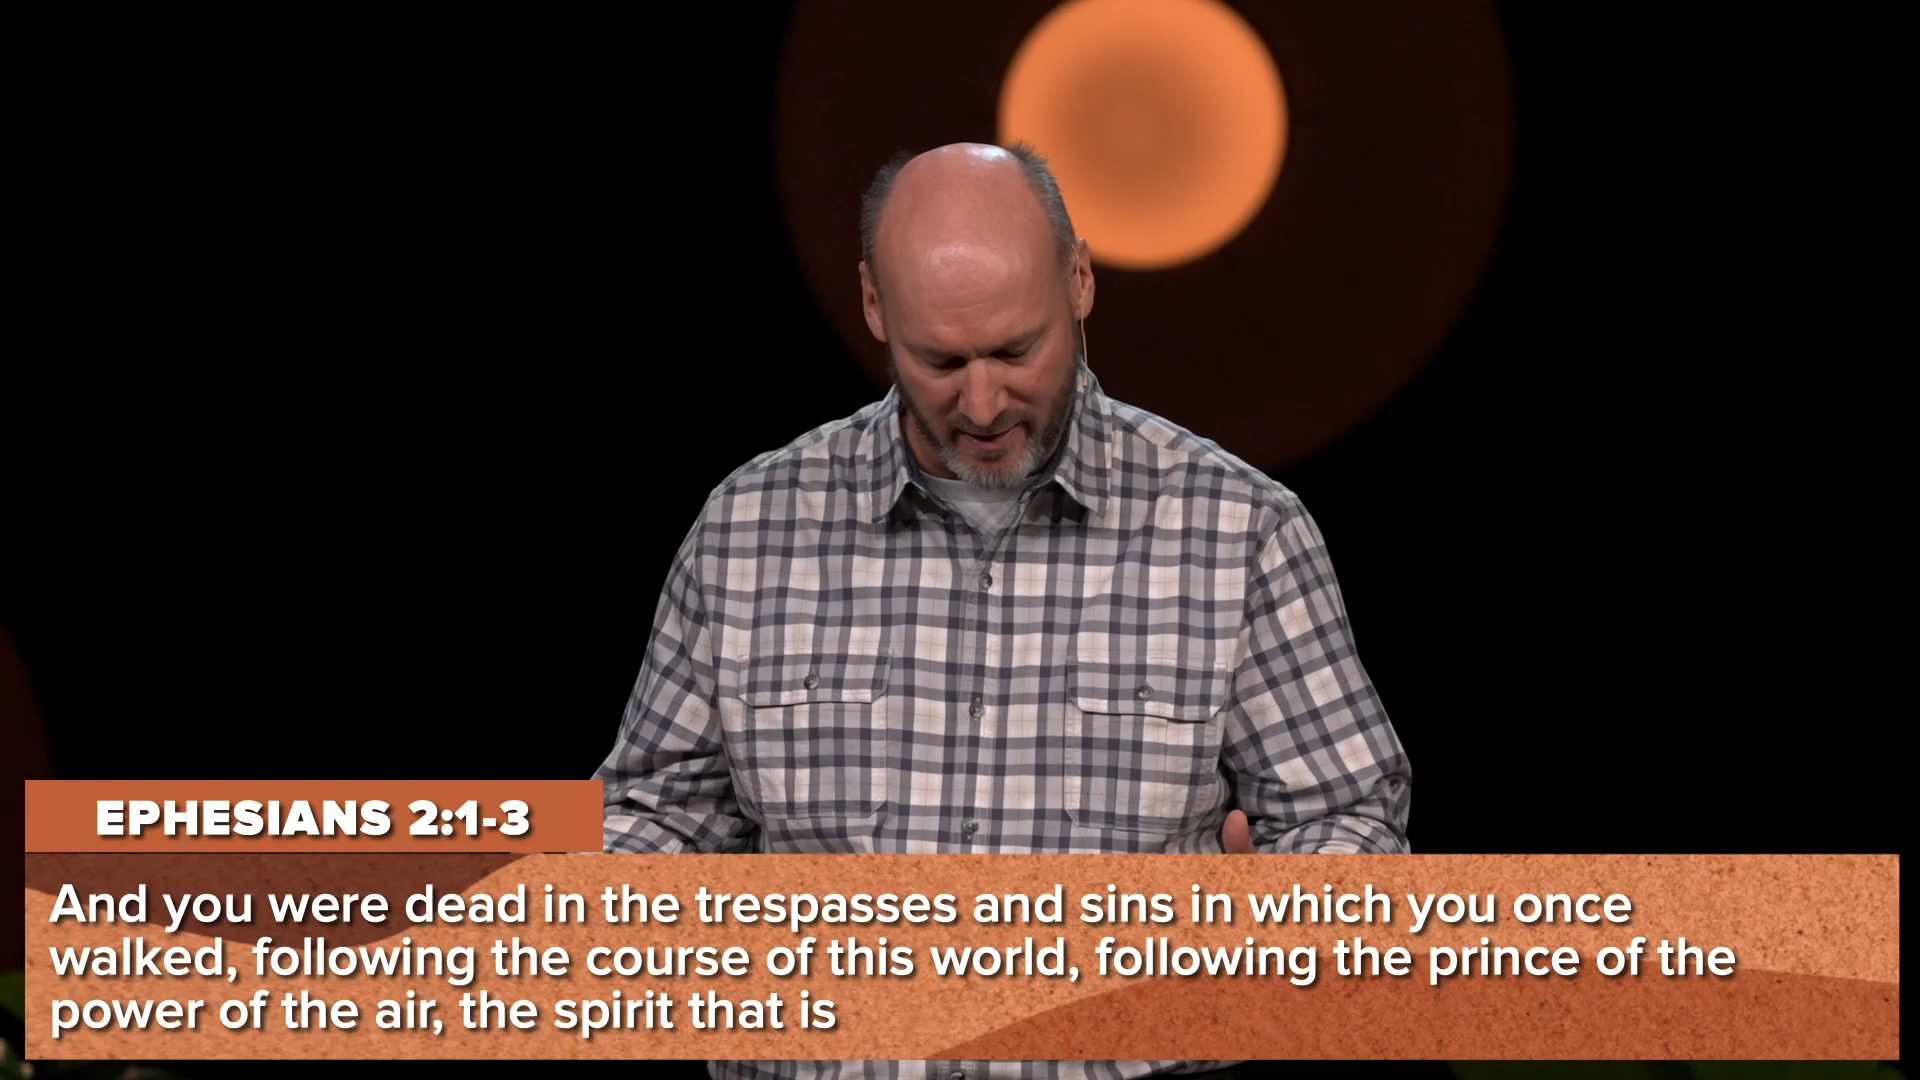 EPHESIANS 2:1-3
And you were dead in the trespasses and sins in which you once
walked, following the course of this world, following the prince of the
power of the air, the spirit that is